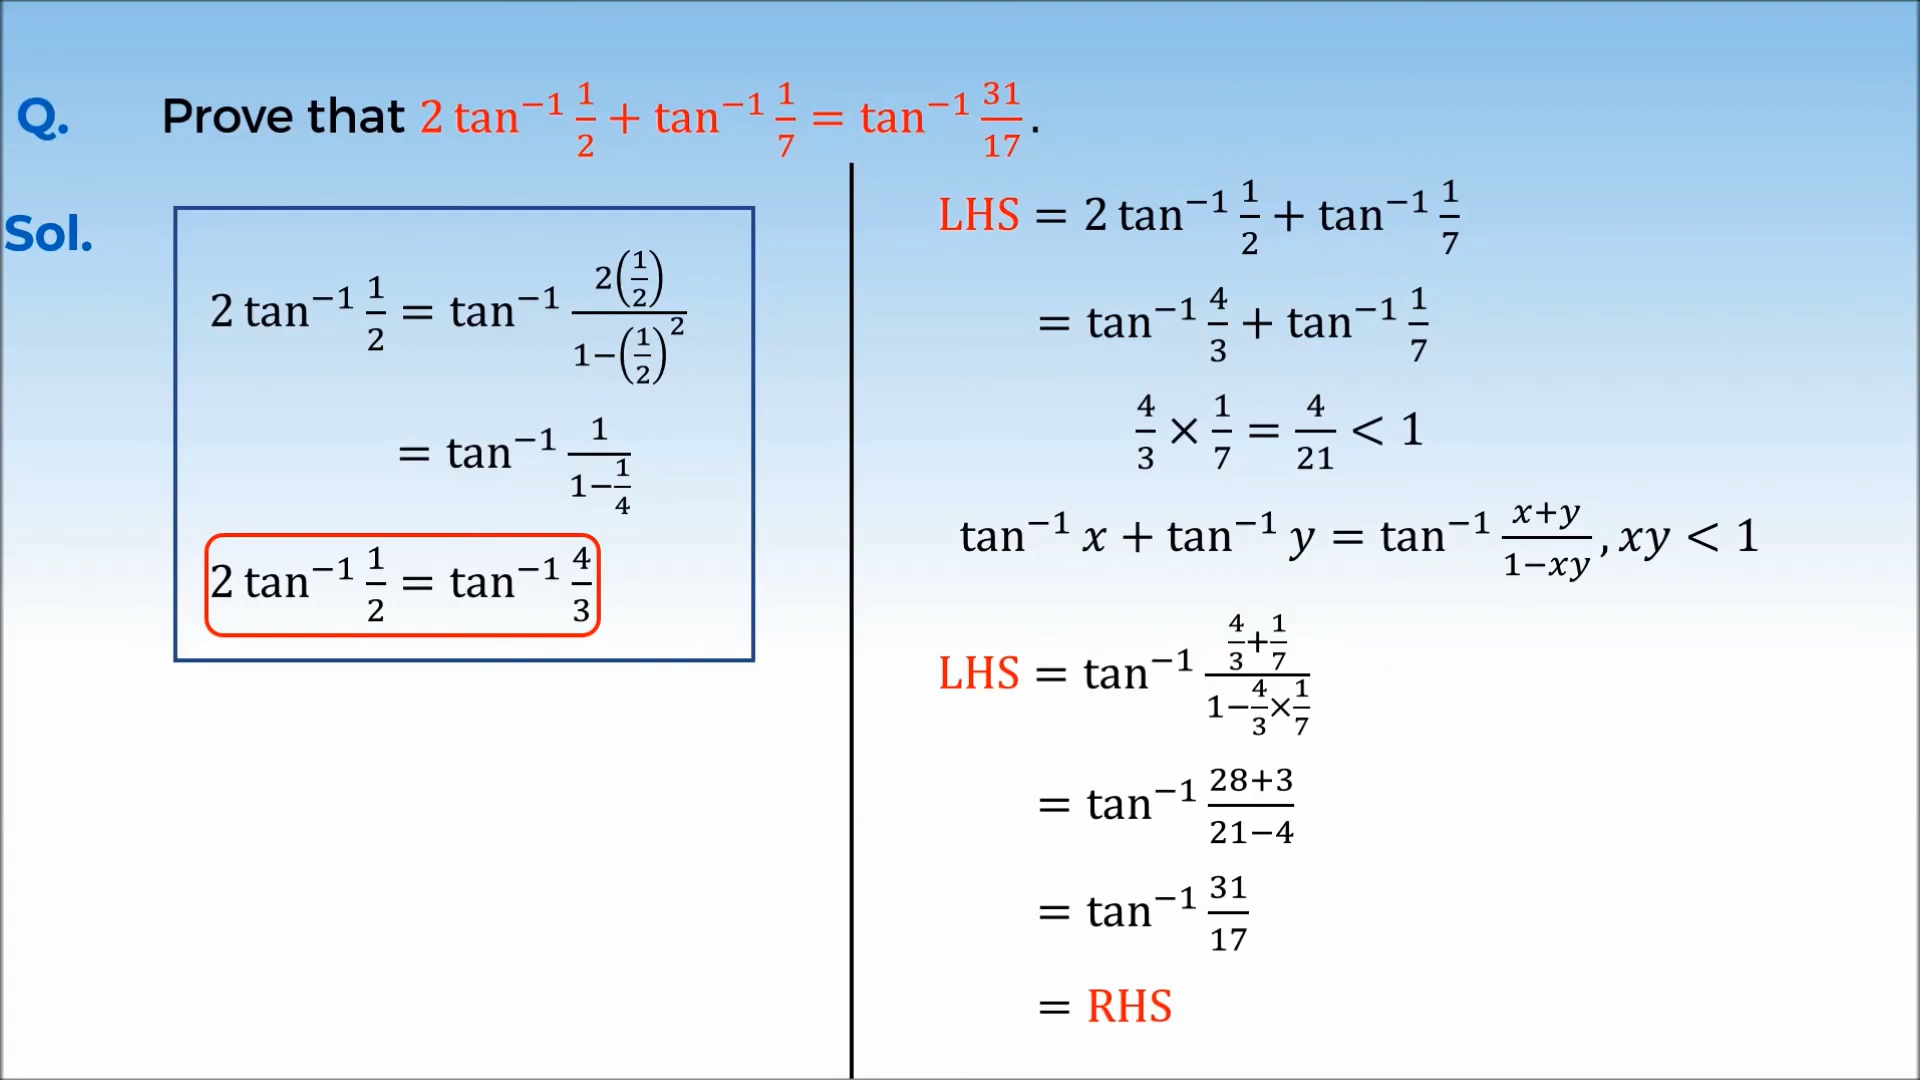 Q. Prove that 2 tan⁻¹ 1/2 + tan⁻¹ 1/7 = tan⁻¹ 31/17.
Sol.
2 tan⁻¹ 1/2 = tan⁻¹ 2(1/2)/(1−(1/2)²)
= tan⁻¹ 1/(1−1/4)
2 tan⁻¹ 1/2 = tan⁻¹ 4/3
LHS = 2 tan⁻¹ 1/2 + tan⁻¹ 1/7
= tan⁻¹ 4/3 + tan⁻¹ 1/7
4/3 × 1/7 = 4/21 < 1
tan⁻¹ x + tan⁻¹ y = tan⁻¹ (x+y)/(1−xy), xy < 1
LHS = tan⁻¹ (4/3+1/7)/(1−4/3×1/7)
= tan⁻¹ (28+3)/(21−4)
= tan⁻¹ 31/17
= RHS